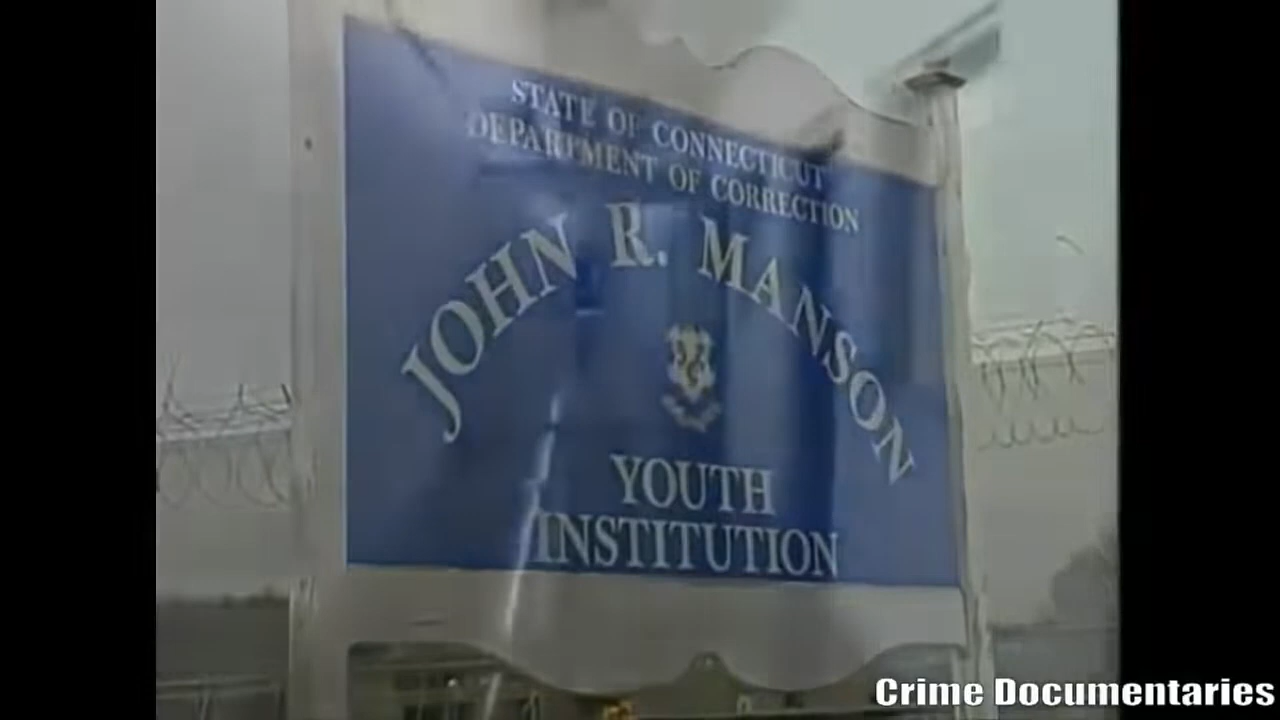 STATE OF CONNECTICUT
DEPARTMENT OF CORRECTION
JOHN R. MANSON
YOUTH
INSTITUTION
Crime Documentaries